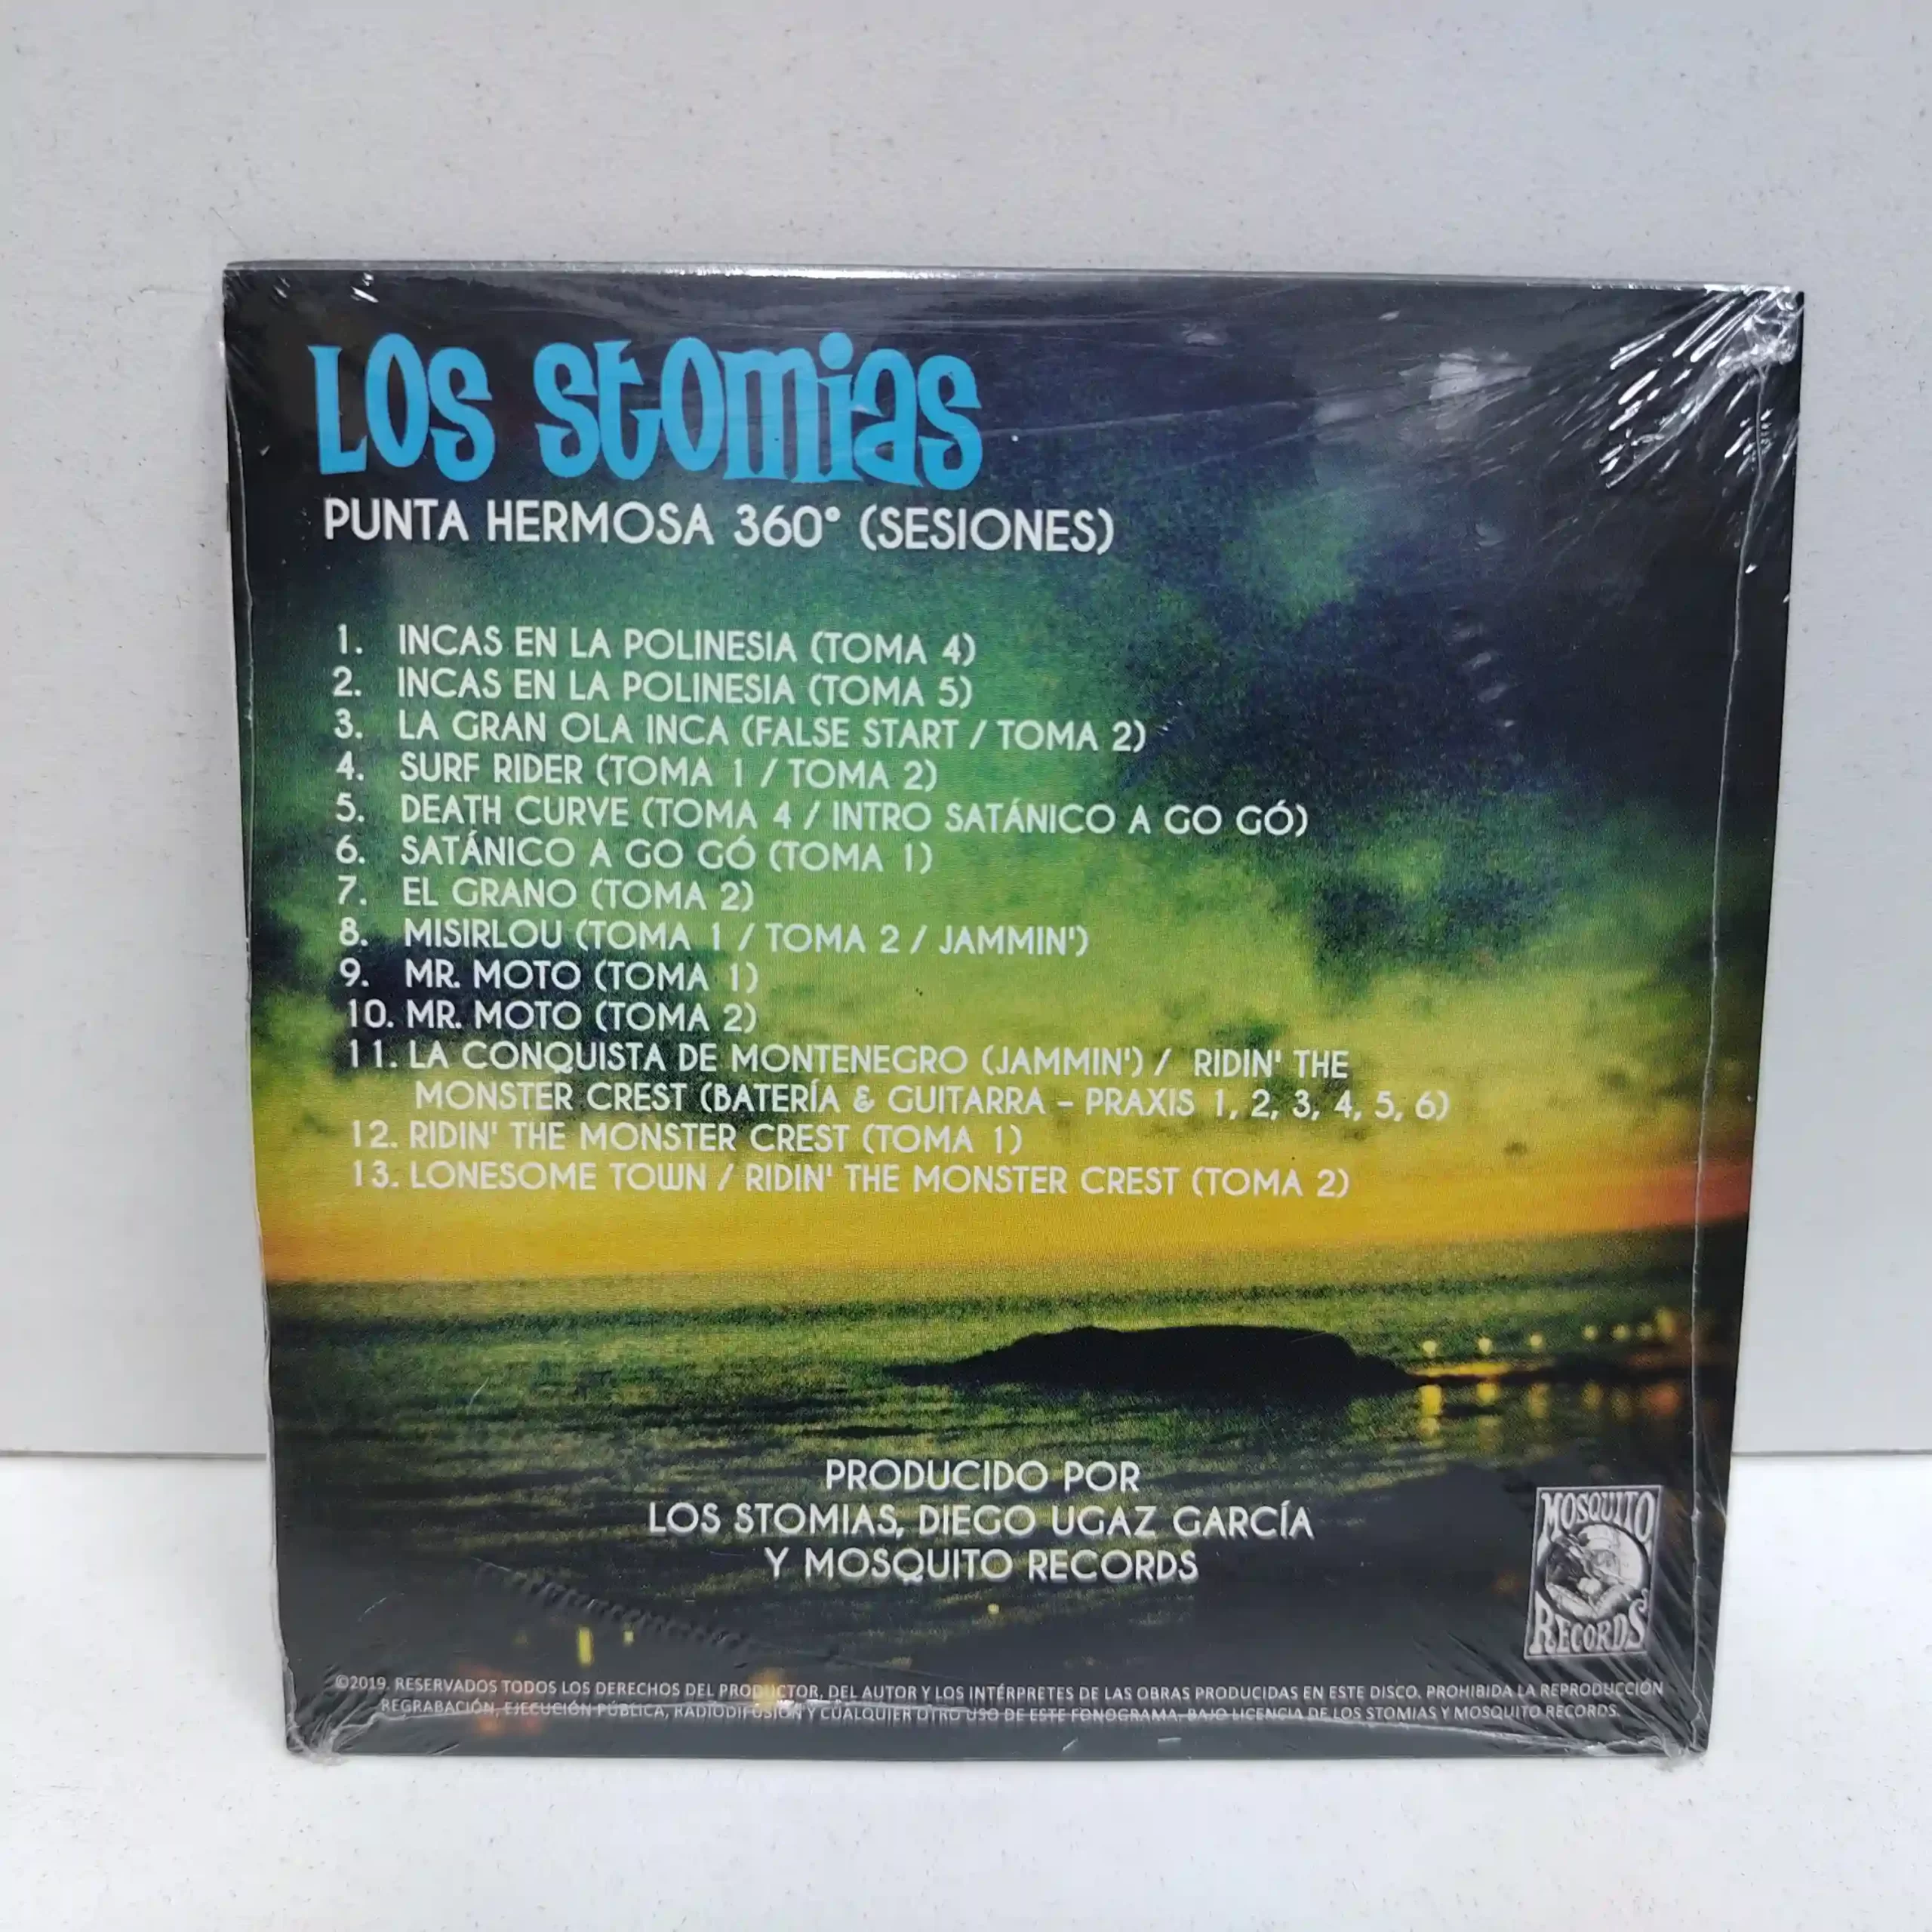 Los Stomias
PUNTA HERMOSA 360° (SESIONES)
1. INCAS EN LA POLINESIA (TOMA 4)
2. INCAS EN LA POLINESIA (TOMA 5)
3. LA GRAN OLA INCA (FALSE START / TOMA 2)
4. SURF RIDER (TOMA 1 / TOMA 2)
5. DEATH CURVE (TOMA 4 / INTRO SATÁNICO A GO GÓ)
6. SATÁNICO A GO GÓ (TOMA 1)
7. EL GRANO (TOMA 2)
8. MISIRLOU (TOMA 1 / TOMA 2 / JAMMIN')
9. MR. MOTO (TOMA 1)
10. MR. MOTO (TOMA 2)
11. LA CONQUISTA DE MONTENEGRO (JAMMIN') / RIDIN' THE
MONSTER CREST (BATERÍA & GUITARRA – PRAXIS 1, 2, 3, 4, 5, 6)
12. RIDIN' THE MONSTER CREST (TOMA 1)
13. LONESOME TOWN / RIDIN' THE MONSTER CREST (TOMA 2)
PRODUCIDO POR
LOS STOMIAS, DIEGO UGAZ GARCÍA
Y MOSQUITO RECORDS
MOSQUITO
RECORDS
©2019. RESERVADOS TODOS LOS DERECHOS DEL PRODUCTOR, DEL AUTOR Y LOS INTÉRPRETES DE LAS OBRAS PRODUCIDAS EN ESTE DISCO. PROHIBIDA LA REPRODUCCIÓN
REGRABACIÓN, EJECUCIÓN PÚBLICA, RADIODIFUSIÓN Y CUALQUIER OTRO USO DE ESTE FONOGRAMA. BAJO LICENCIA DE LOS STOMIAS Y MOSQUITO RECORDS.